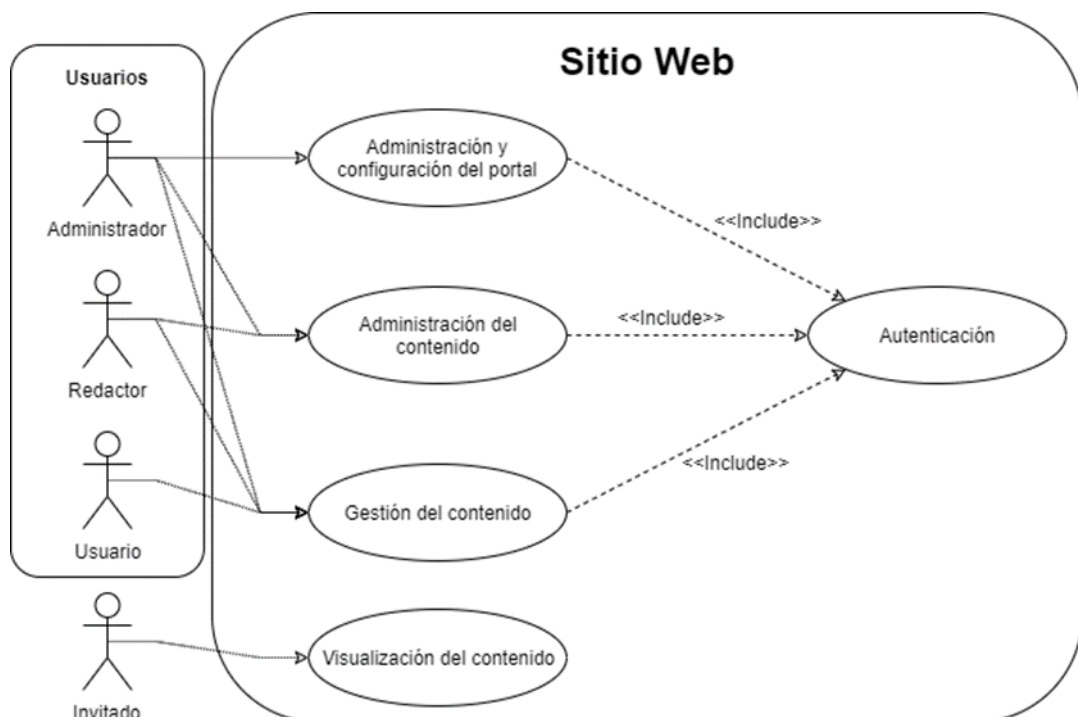 Sitio Web
Usuarios
Administrador
Redactor
Usuario
Invitado
Administración y
configuración del portal
Administración del
contenido
Gestión del contenido
Visualización del contenido
<<Include>>
<<Include>>
<<Include>>
Autenticación